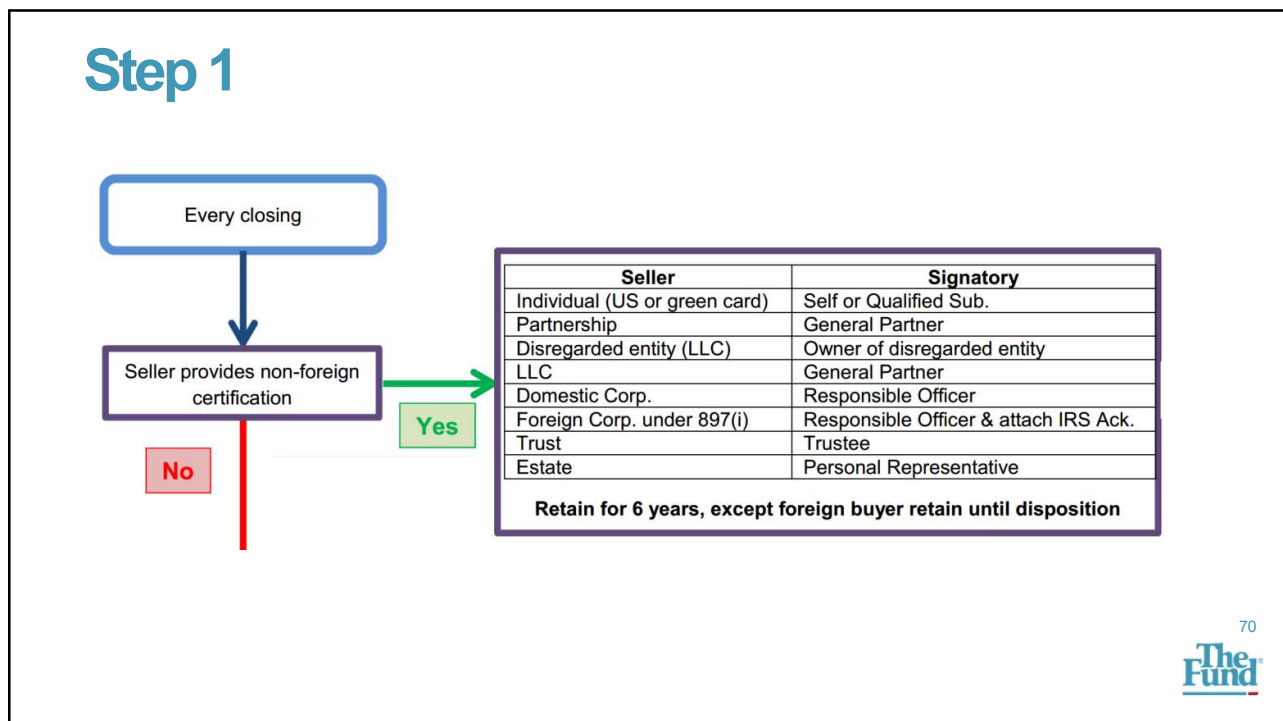 Step 1
Every closing
Seller provides non-foreign
certification
Yes
No
Seller Signatory
Individual (US or green card) Self or Qualified Sub.
Partnership General Partner
Disregarded entity (LLC) Owner of disregarded entity
LLC General Partner
Domestic Corp. Responsible Officer
Foreign Corp. under 897(i) Responsible Officer & attach IRS Ack.
Trust Trustee
Estate Personal Representative
Retain for 6 years, except foreign buyer retain until disposition
70
The
Fund®